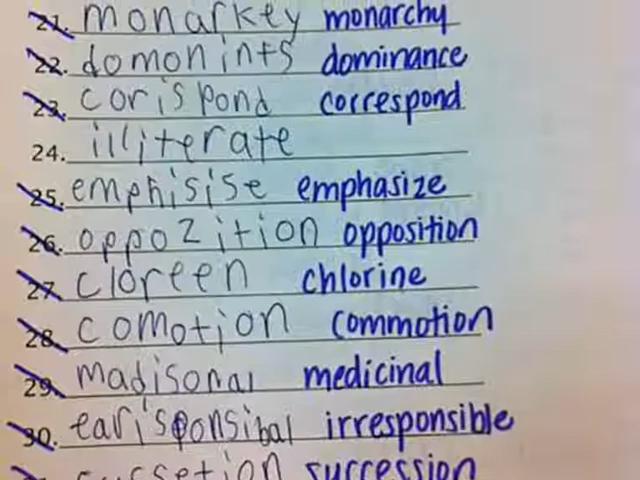 21. monarkey monarchy
22. domonints dominance
23. corispond correspond
24. illiterate
25. emphisise emphasize
26. oppozition opposition
27. cloreen chlorine
28. comotion commotion
29. madisonal medicinal
30. earisponsibal irresponsible
sucsetion succession